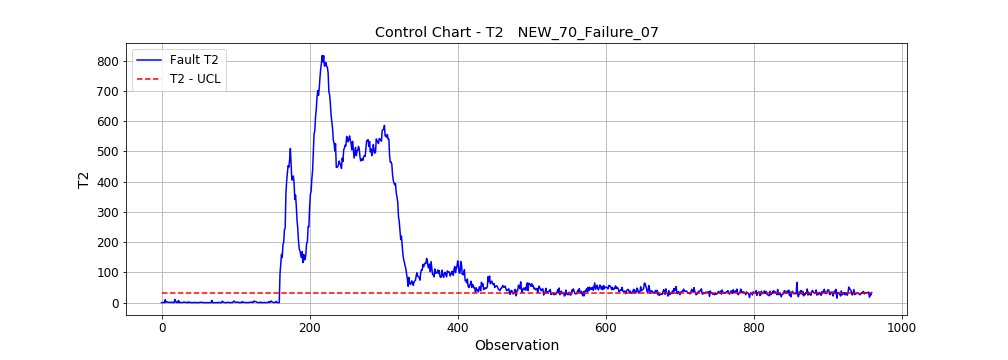 Control Chart - T2   NEW_70_Failure_07
Fault T2
T2 - UCL
800
700
600
500
400
300
200
100
0
T2
0 200 400 600 800 1000
Observation